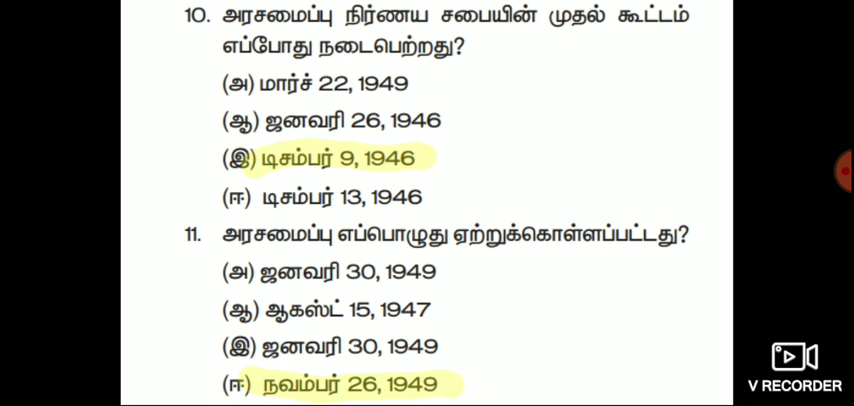 10. அரசமைப்பு நிர்ணய சபையின் முதல் கூட்டம்
எப்போது நடைபெற்றது?
(அ) மார்ச் 22, 1949
(ஆ) ஜனவரி 26, 1946
(இ) டிசம்பர் 9, 1946
(ஈ) டிசம்பர் 13, 1946
11. அரசமைப்பு எப்பொழுது ஏற்றுக்கொள்ளப்பட்டது?
(அ) ஜனவரி 30, 1949
(ஆ) ஆகஸ்ட் 15, 1947
(இ) ஜனவரி 30, 1949
(ஈ) நவம்பர் 26, 1949
V RECORDER